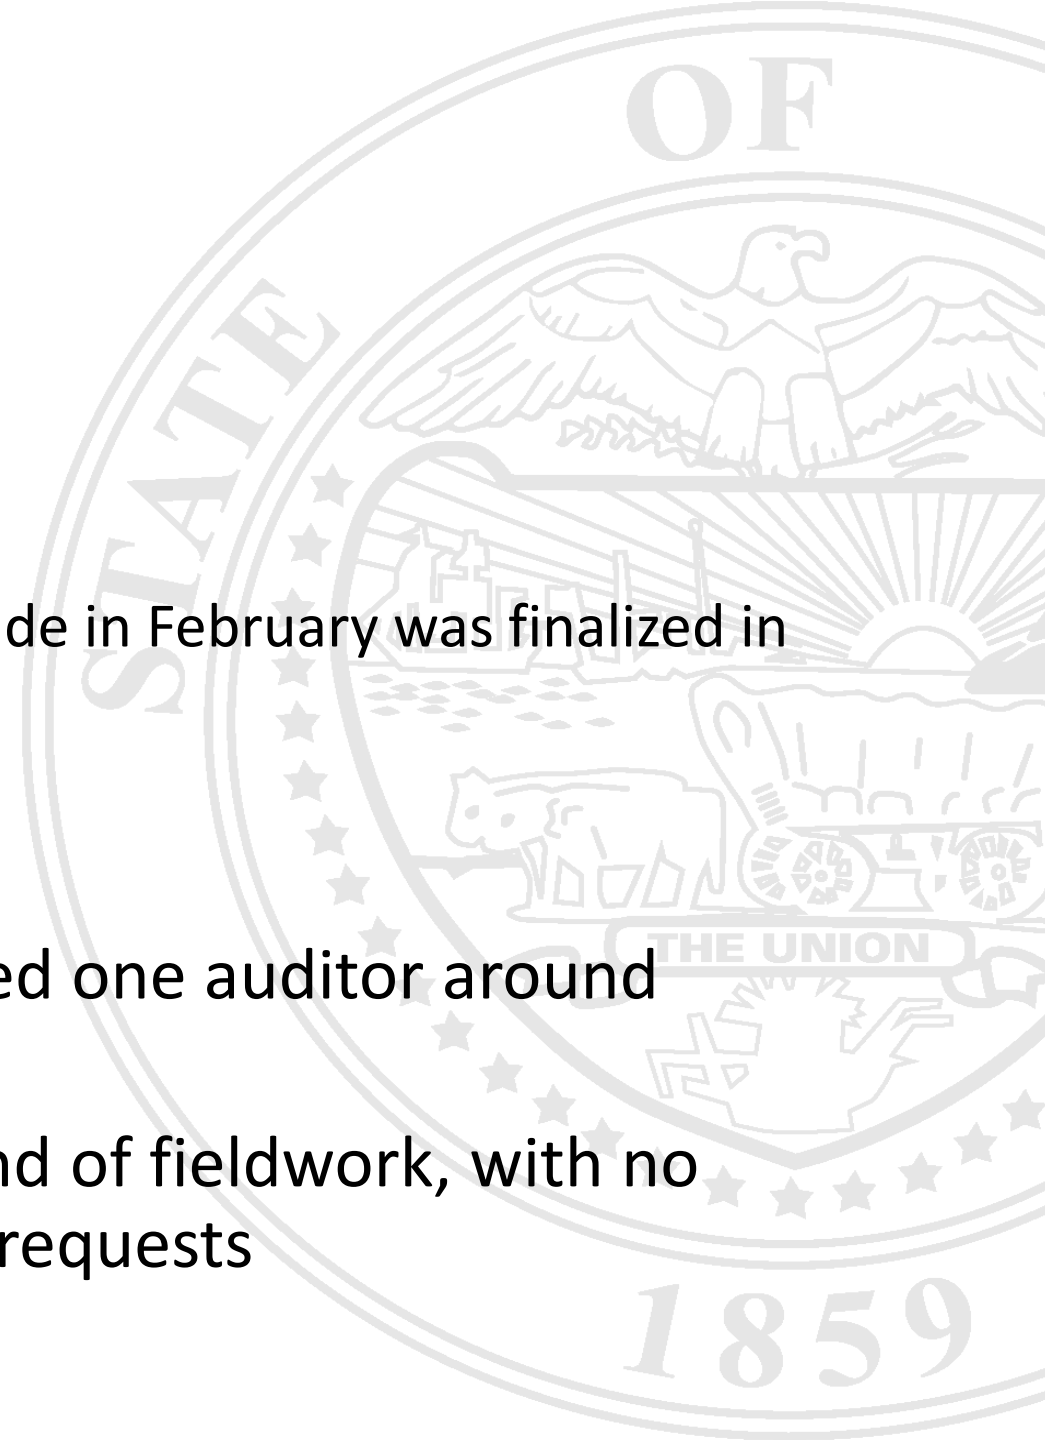 OF
STATE
de in February was finalized in
THE UNION
ed one auditor around
nd of fieldwork, with no
requests
1859